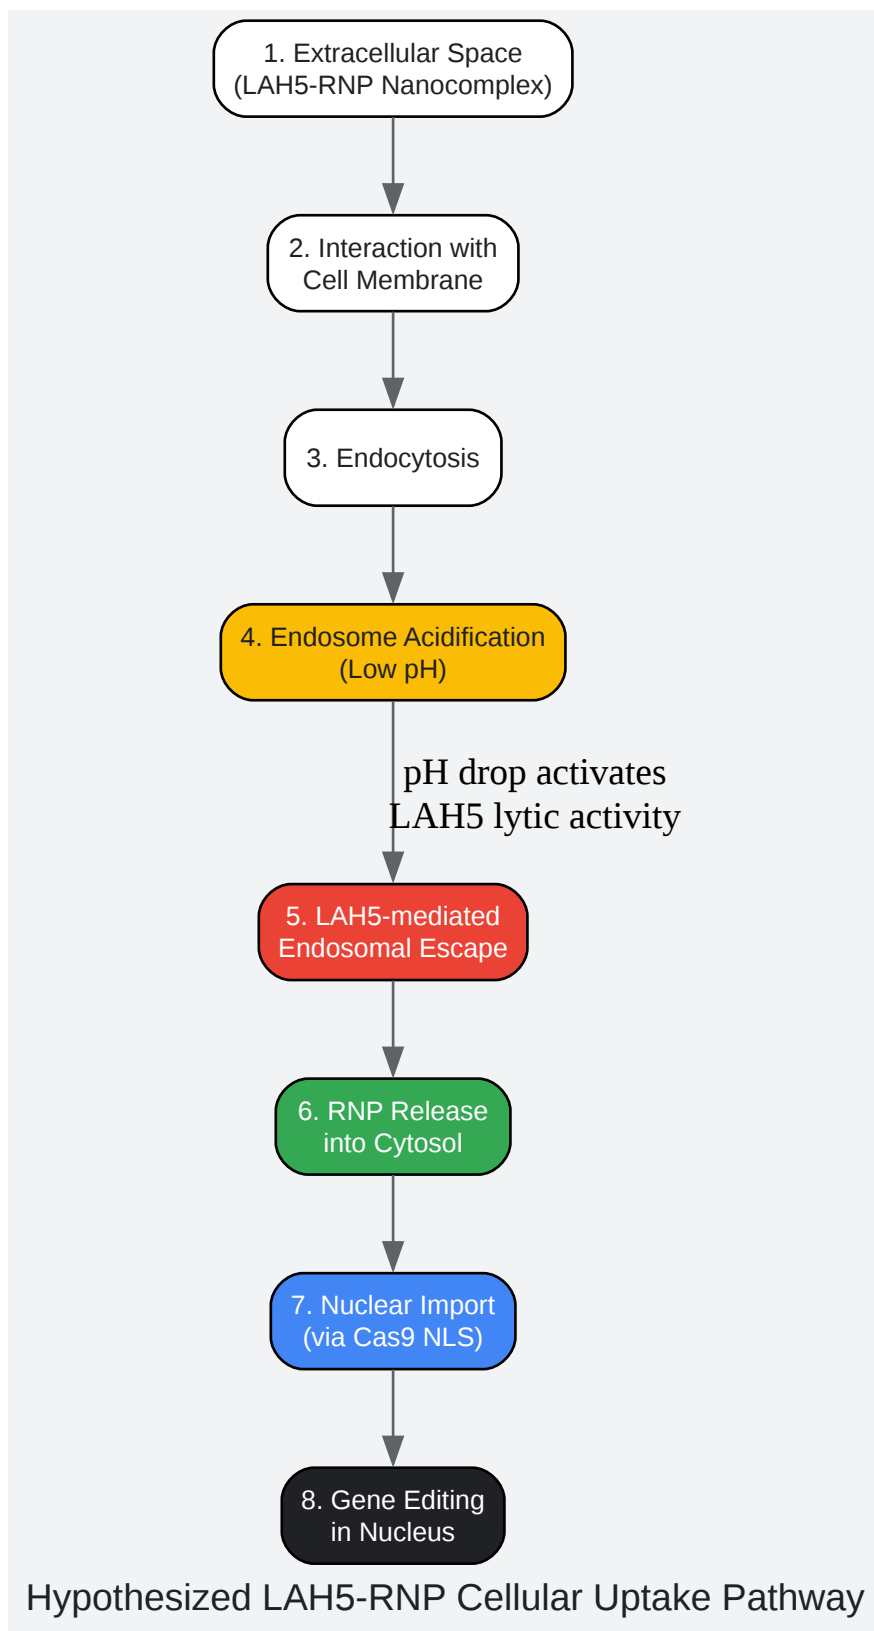 1. Extracellular Space
(LAH5-RNP Nanocomplex)
2. Interaction with
Cell Membrane
3. Endocytosis
4. Endosome Acidification
(Low pH)
pH drop activates
LAH5 lytic activity
5. LAH5-mediated
Endosomal Escape
6. RNP Release
into Cytosol
7. Nuclear Import
(via Cas9 NLS)
8. Gene Editing
in Nucleus
Hypothesized LAH5-RNP Cellular Uptake Pathway